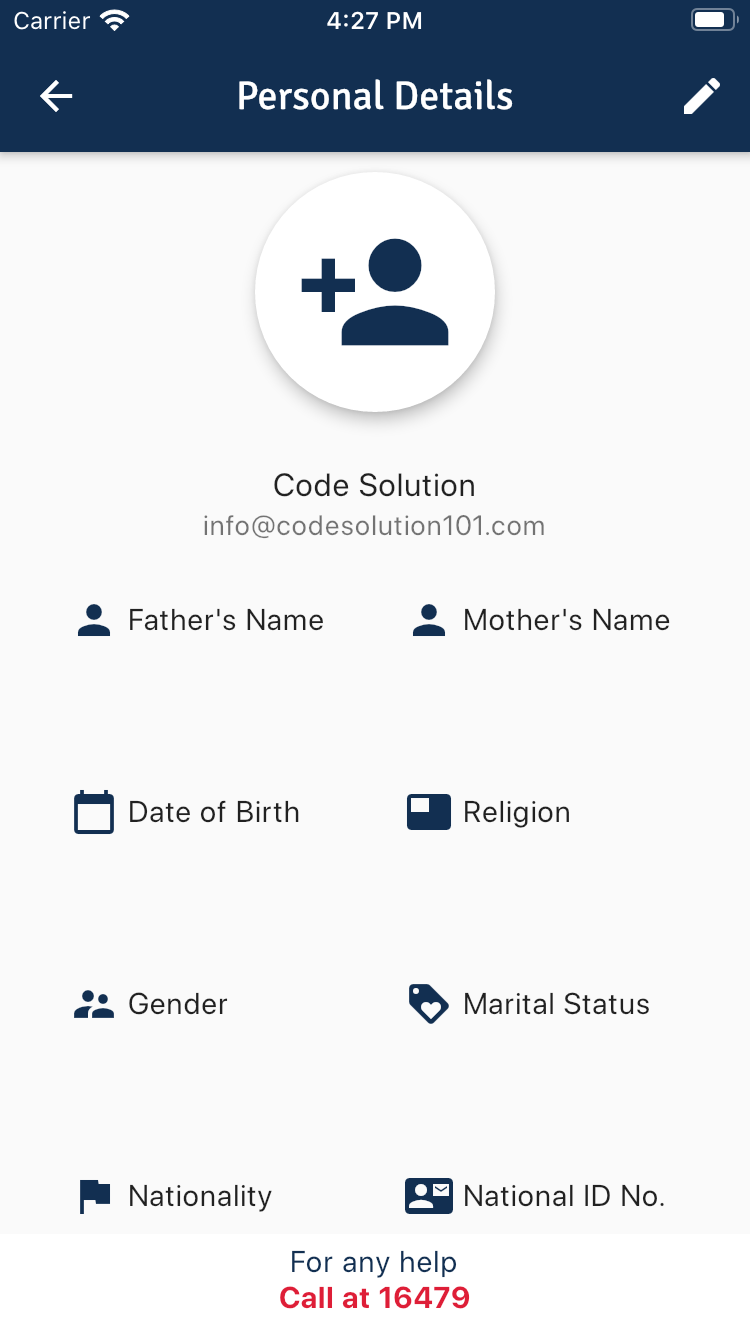 Carrier 4:27 PM
Personal Details
Code Solution
info@codesolution101.com
Father's Name Mother's Name
Date of Birth Religion
Gender Marital Status
Nationality National ID No.
For any help
Call at 16479